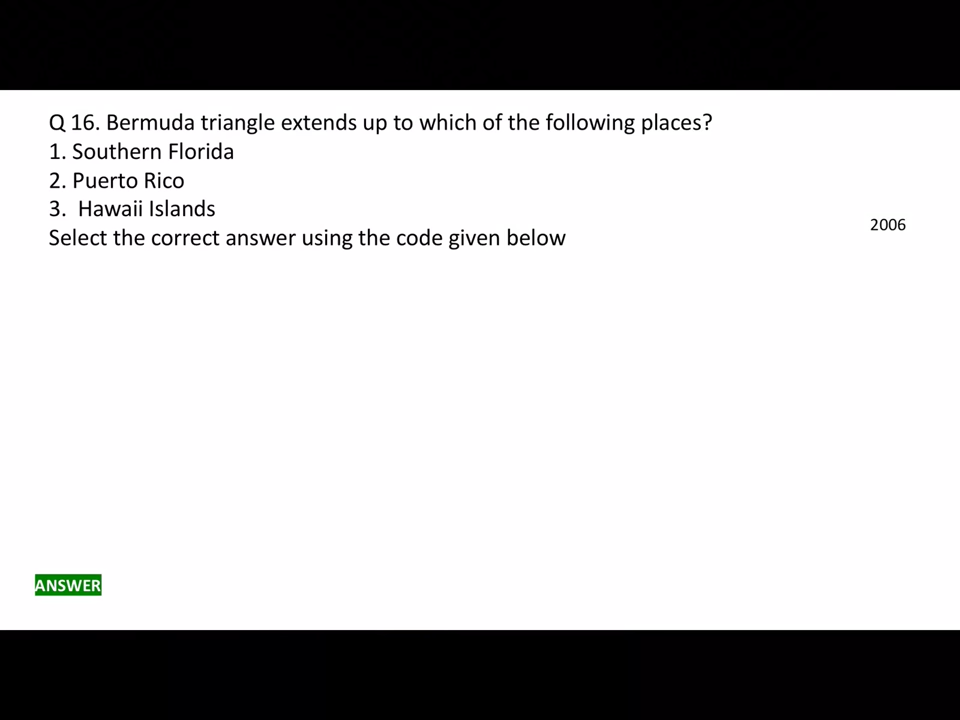 Q 16. Bermuda triangle extends up to which of the following places?
1. Southern Florida
2. Puerto Rico
3. Hawaii Islands
Select the correct answer using the code given below
2006
ANSWER